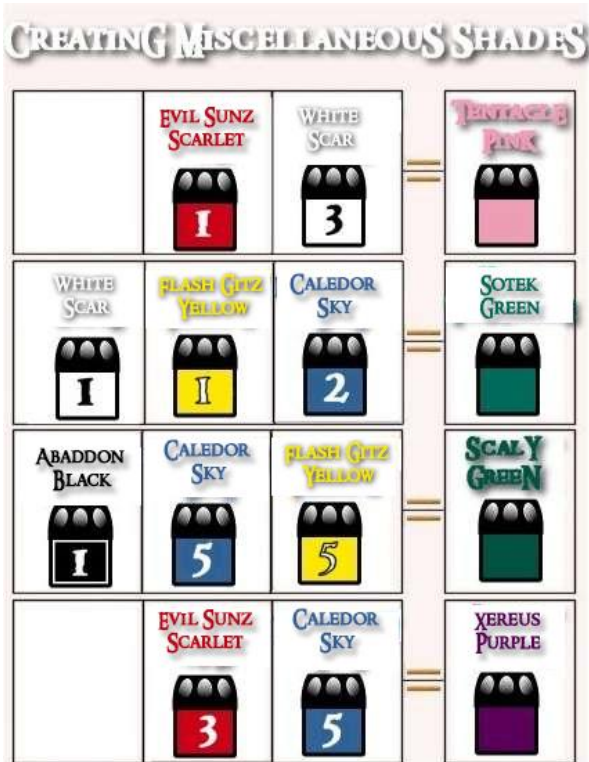 CREATING MISCELLANEOUS SHADES
EVIL SUNZ
SCARLET
WHITE
SCAR
TENTACLE
PINK
1
3
WHITE
SCAR
FLASH GITZ
YELLOW
CALEDOR
SKY
SOTEK
GREEN
1
1
2
ABADDON
BLACK
CALEDOR
SKY
FLASH GITZ
YELLOW
SCALY
GREEN
1
5
5
EVIL SUNZ
SCARLET
CALEDOR
SKY
XEREUS
PURPLE
3
5